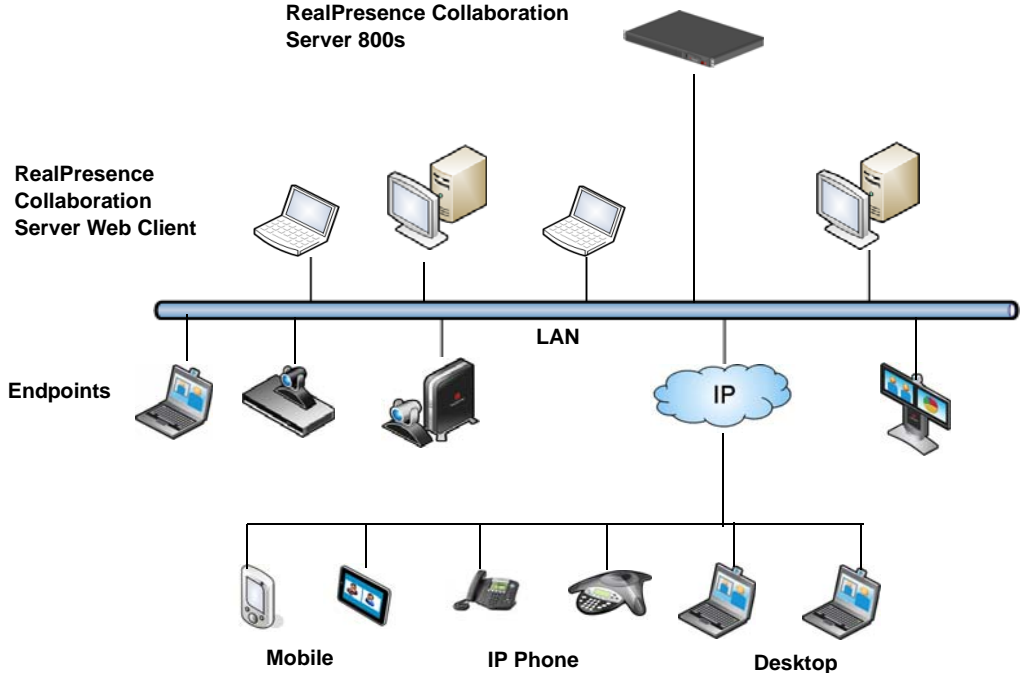 RealPresence Collaboration
Server 800s
RealPresence
Collaboration
Server Web Client
LAN
Endpoints
IP
Mobile
IP Phone
Desktop